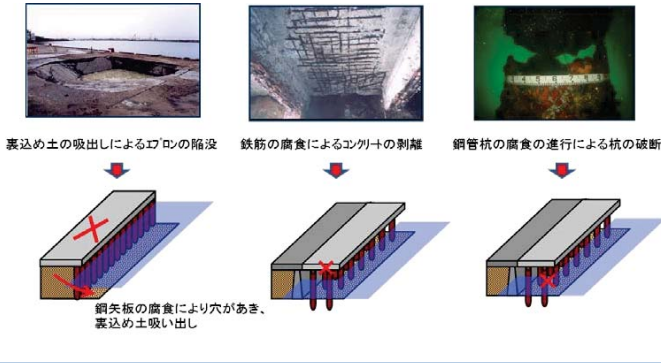 裏込め土の吸出しによるｴﾌﾟﾛﾝの陥没
鉄筋の腐食によるｺﾝｸﾘｰﾄの剥離
鋼管杭の腐食の進行による杭の破断
鋼矢板の腐食により穴があき、
裏込め土吸い出し